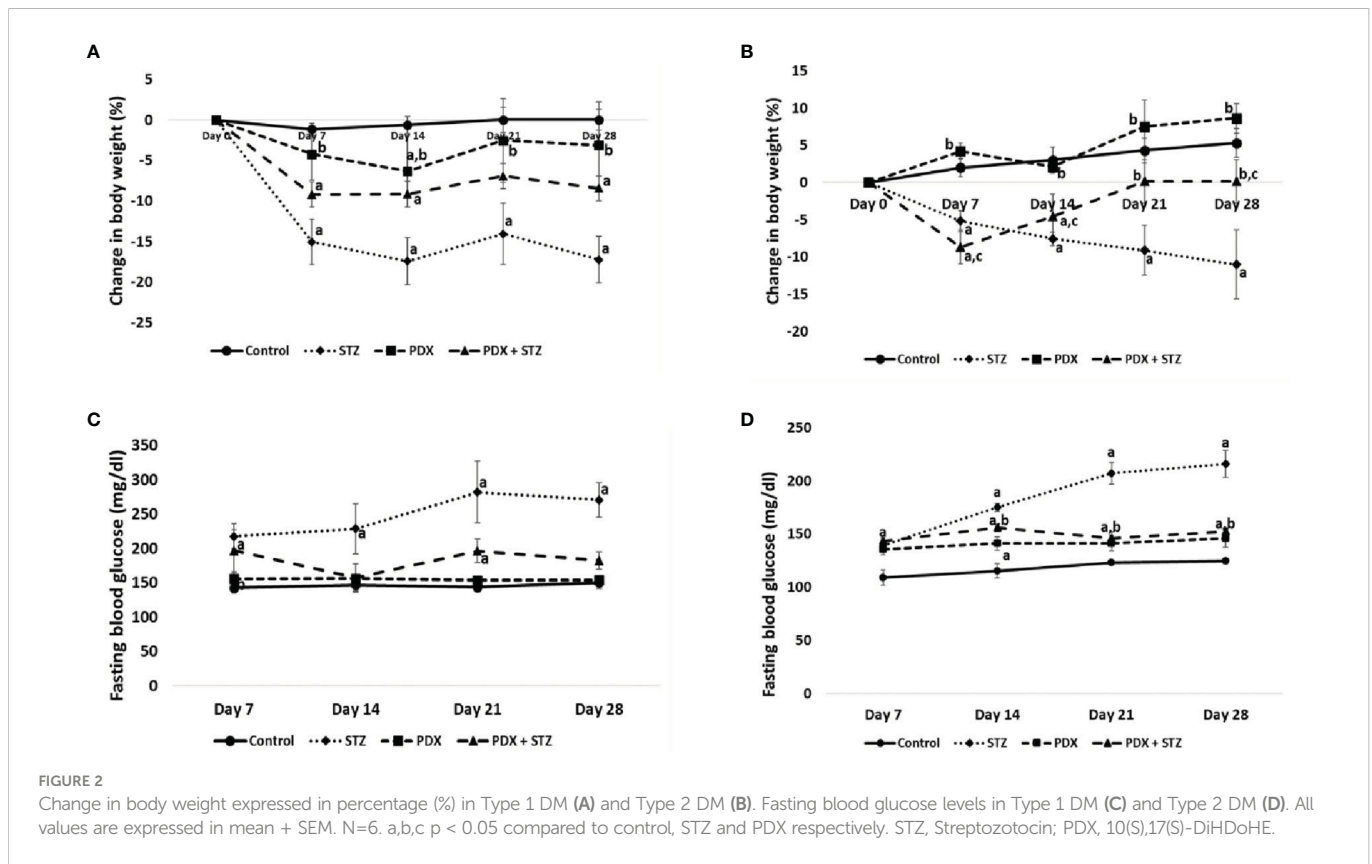 A
Change in body weight (%)
5
0
-5
-10
-15
-20
-25
Day 0 Day 7 Day 14 Day 21 Day 28
b a,b b b
a a a a
a a a a
Control STZ PDX PDX + STZ
B
Change in body weight (%)
15
10
5
0
-5
-10
-15
-20
Day 0 Day 7 Day 14 Day 21 Day 28
b b b b
a,c a,c b b,c
a a a a
Control STZ PDX PDX + STZ
C
Fasting blood glucose (mg/dl)
350
300
250
200
150
100
50
0
a a a a
a
Day 7 Day 14 Day 21 Day 28
Control STZ PDX PDX + STZ
D
Fasting blood glucose (mg/dl)
250
200
150
100
50
0
a a a a
a,b a,b a,b
a
Day 7 Day 14 Day 21 Day 28
Control STZ PDX PDX + STZ
FIGURE 2
Change in body weight expressed in percentage (%) in Type 1 DM (A) and Type 2 DM (B). Fasting blood glucose levels in Type 1 DM (C) and Type 2 DM (D). All
values are expressed in mean + SEM. N=6. a,b,c p < 0.05 compared to control, STZ and PDX respectively. STZ, Streptozotocin; PDX, 10(S),17(S)-DiHDoHE.